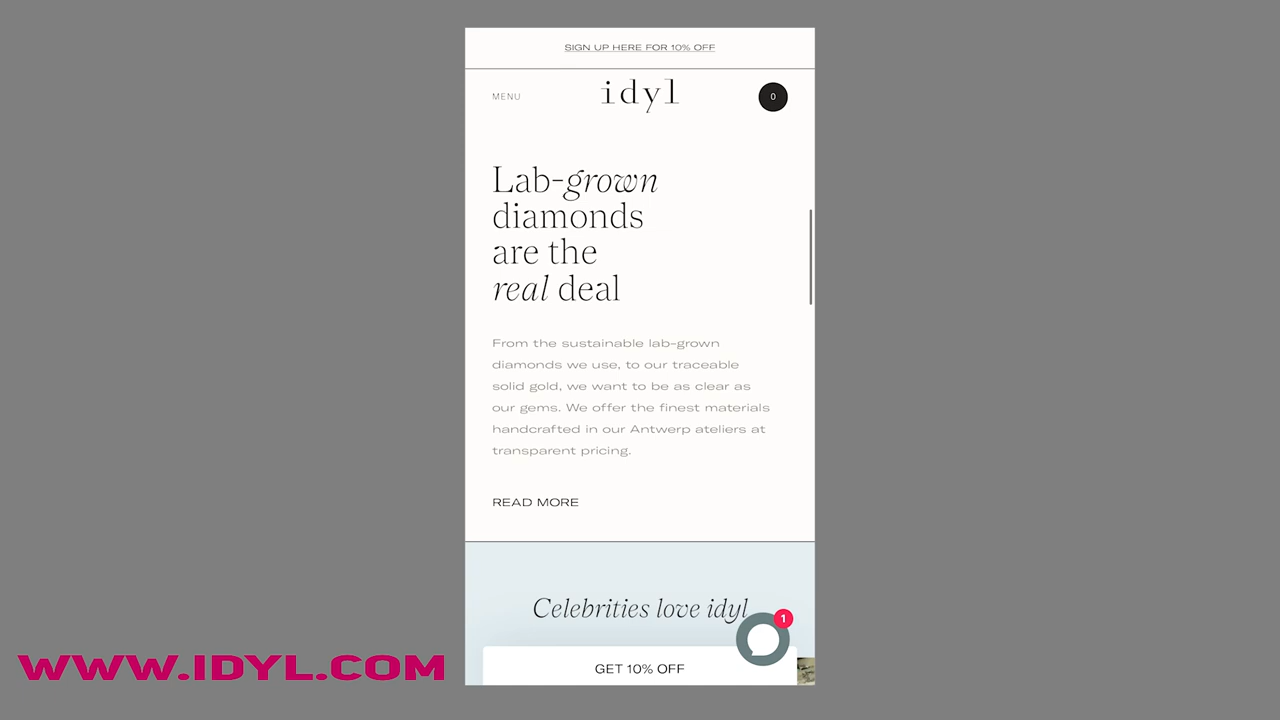 SIGN UP HERE FOR 10% OFF
MENU
idyl
0
Lab-grown
diamonds
are the
real deal
From the sustainable lab-grown
diamonds we use, to our traceable
solid gold, we want to be as clear as
our gems. We offer the finest materials
handcrafted in our Antwerp ateliers at
transparent pricing.
READ MORE
Celebrities love idyl
1
GET 10% OFF
WWW.IDYL.COM